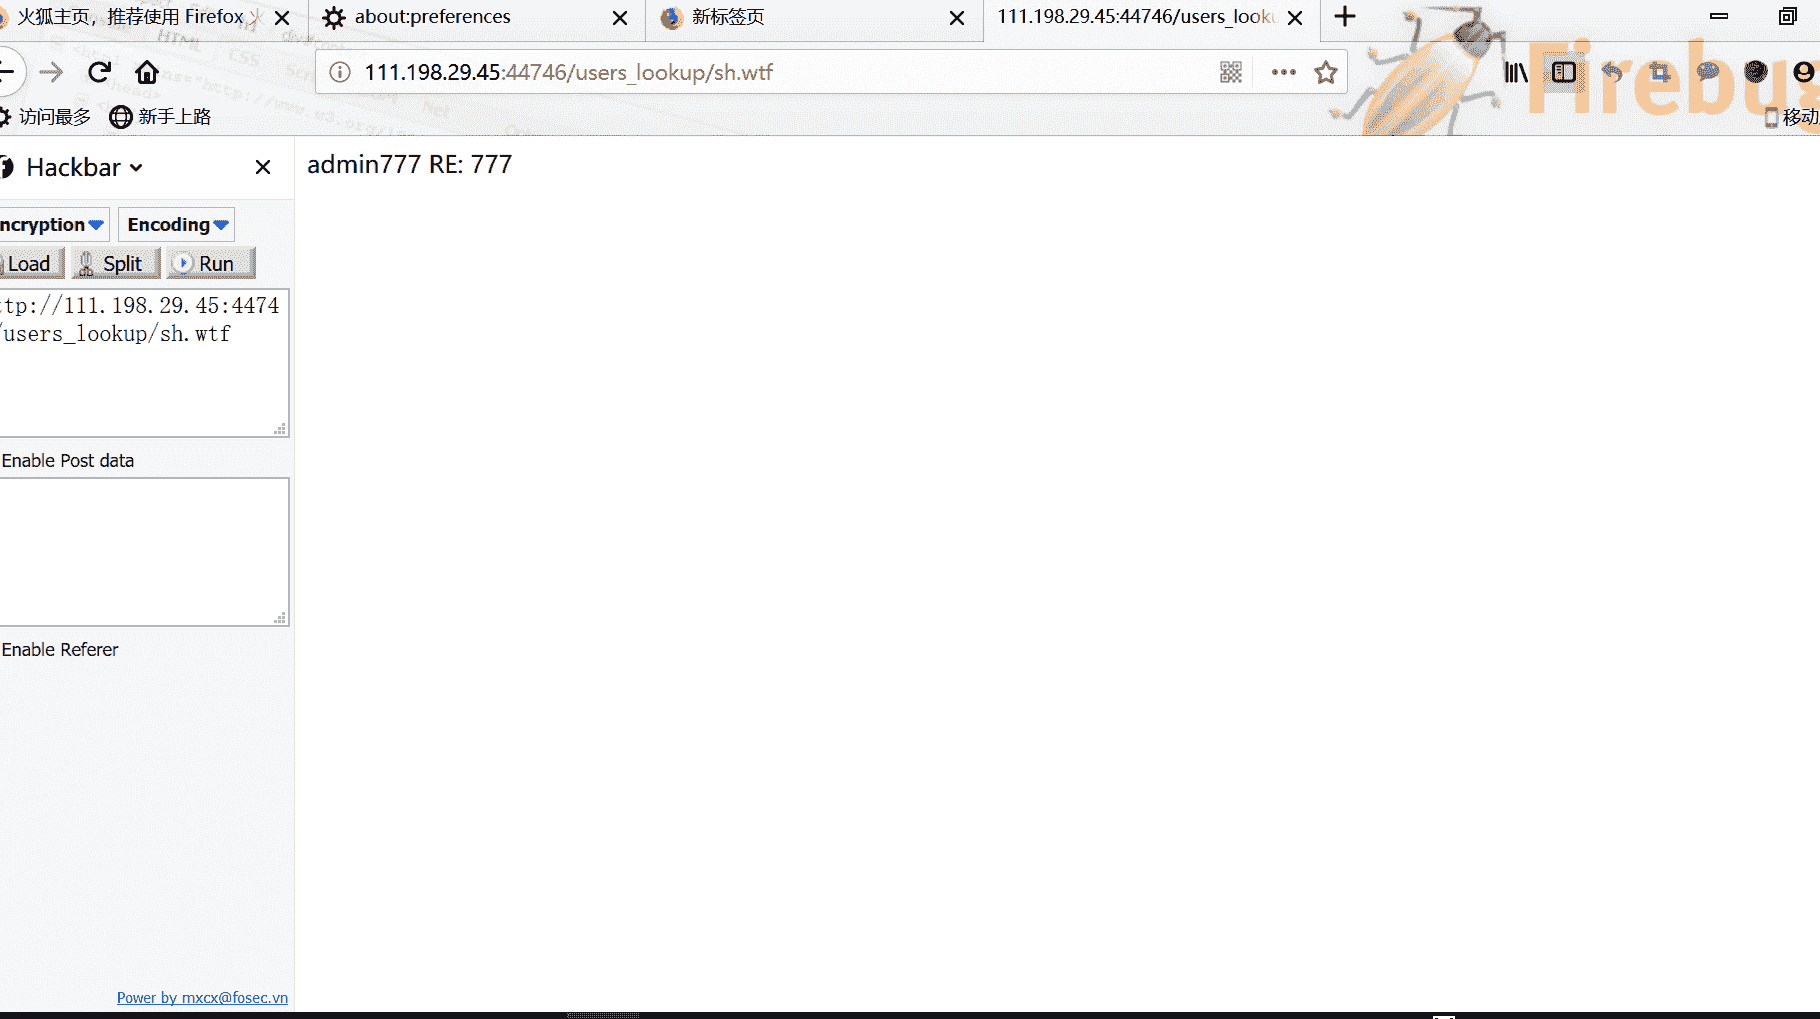 火狐主页，推荐使用 Firefox
about:preferences
新标签页
111.198.29.45:44746/users_looku
111.198.29.45:44746/users_lookup/sh.wtf
Firebug
访问最多
新手上路
移动
Hackbar
admin777 RE: 777
ncryption
Encoding
Load
Split
Run
ttp://111.198.29.45:4474
/users_lookup/sh.wtf
Enable Post data
Enable Referer
Power by mxcx@fosec.vn